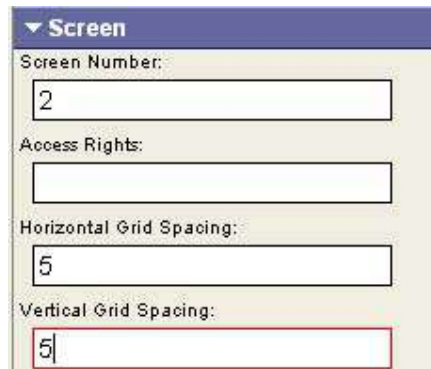 Screen
Screen Number:
2
Access Rights:
Horizontal Grid Spacing:
5
Vertical Grid Spacing:
5